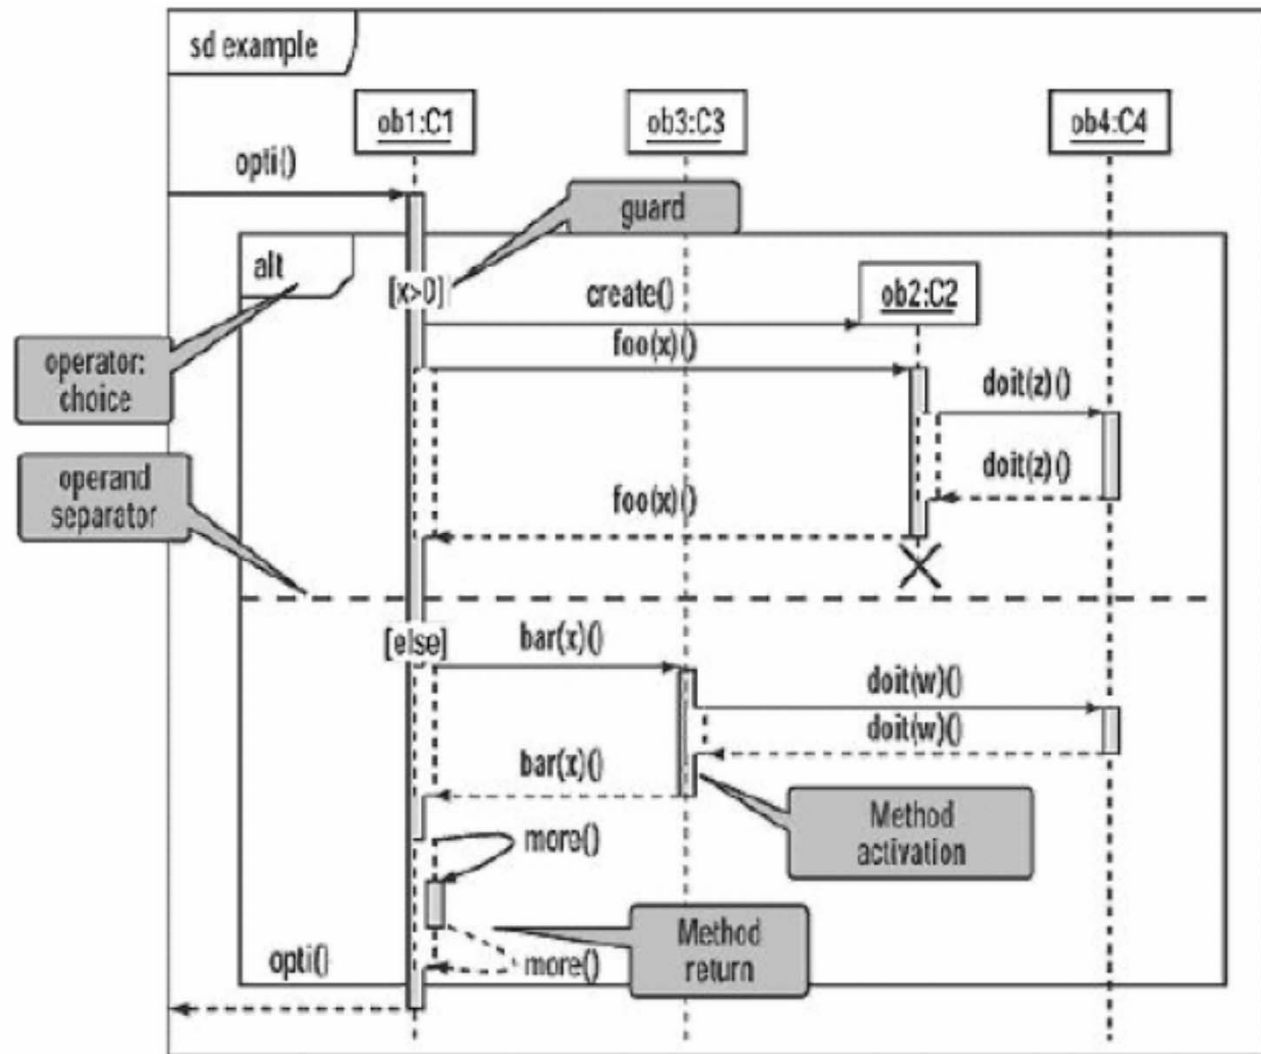 sd example
ob1:C1
ob3:C3
ob4:C4
opti()
guard
alt
[x>0]
create()
ob2:C2
foo(x)()
operator:
choice
doit(z)()
doit(z)()
operand
separator
foo(x)()
[else]
bar(x)()
doit(w)()
doit(w)()
bar(x)()
Method
activation
more()
Method
return
opti()
more()